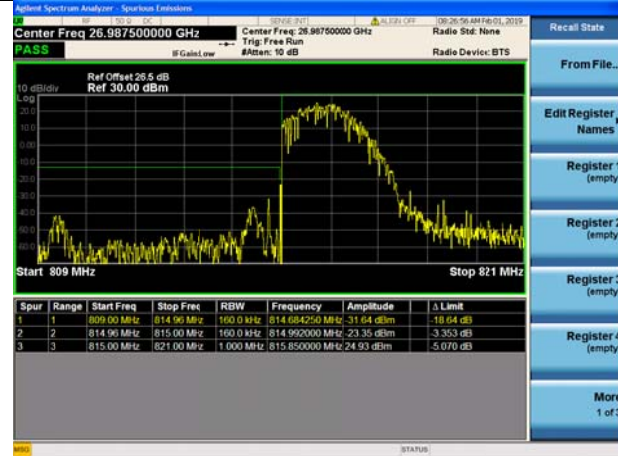 Agilent Spectrum Analyzer - Spurious Emissions
RF 50 Ω DC SENSE:INT ALIGN OFF 08:26:56 AM Feb 01, 2019
Center Freq 26.987500000 GHz Center Freq: 26.987500000 GHz Radio Std: None
Trig: Free Run
PASS IFGain:Low #Atten: 10 dB Radio Device: BTS
Ref Offset 26.5 dB
10 dB/div Ref 30.00 dBm
Log
20.0
10.0
0.00
-10.0
-20.0
-30.0
-40.0
-50.0
-60.0
Start 809 MHz Stop 821 MHz
Spur Range Start Freq Stop Freq RBW Frequency Amplitude Δ Limit
1 1 809.00 MHz 814.96 MHz 160.0 kHz 814.684250 MHz -31.64 dBm -18.64 dB
2 2 814.96 MHz 815.00 MHz 160.0 kHz 814.992000 MHz -23.35 dBm -3.353 dB
3 3 815.00 MHz 821.00 MHz 1.000 MHz 815.850000 MHz 24.93 dBm -5.070 dB
MSG STATUS
Recall State
From File...
Edit Register
Names
Register 1
(empty
Register 2
(empty
Register 3
(empty
Register 4
(empty
More
1 of 3